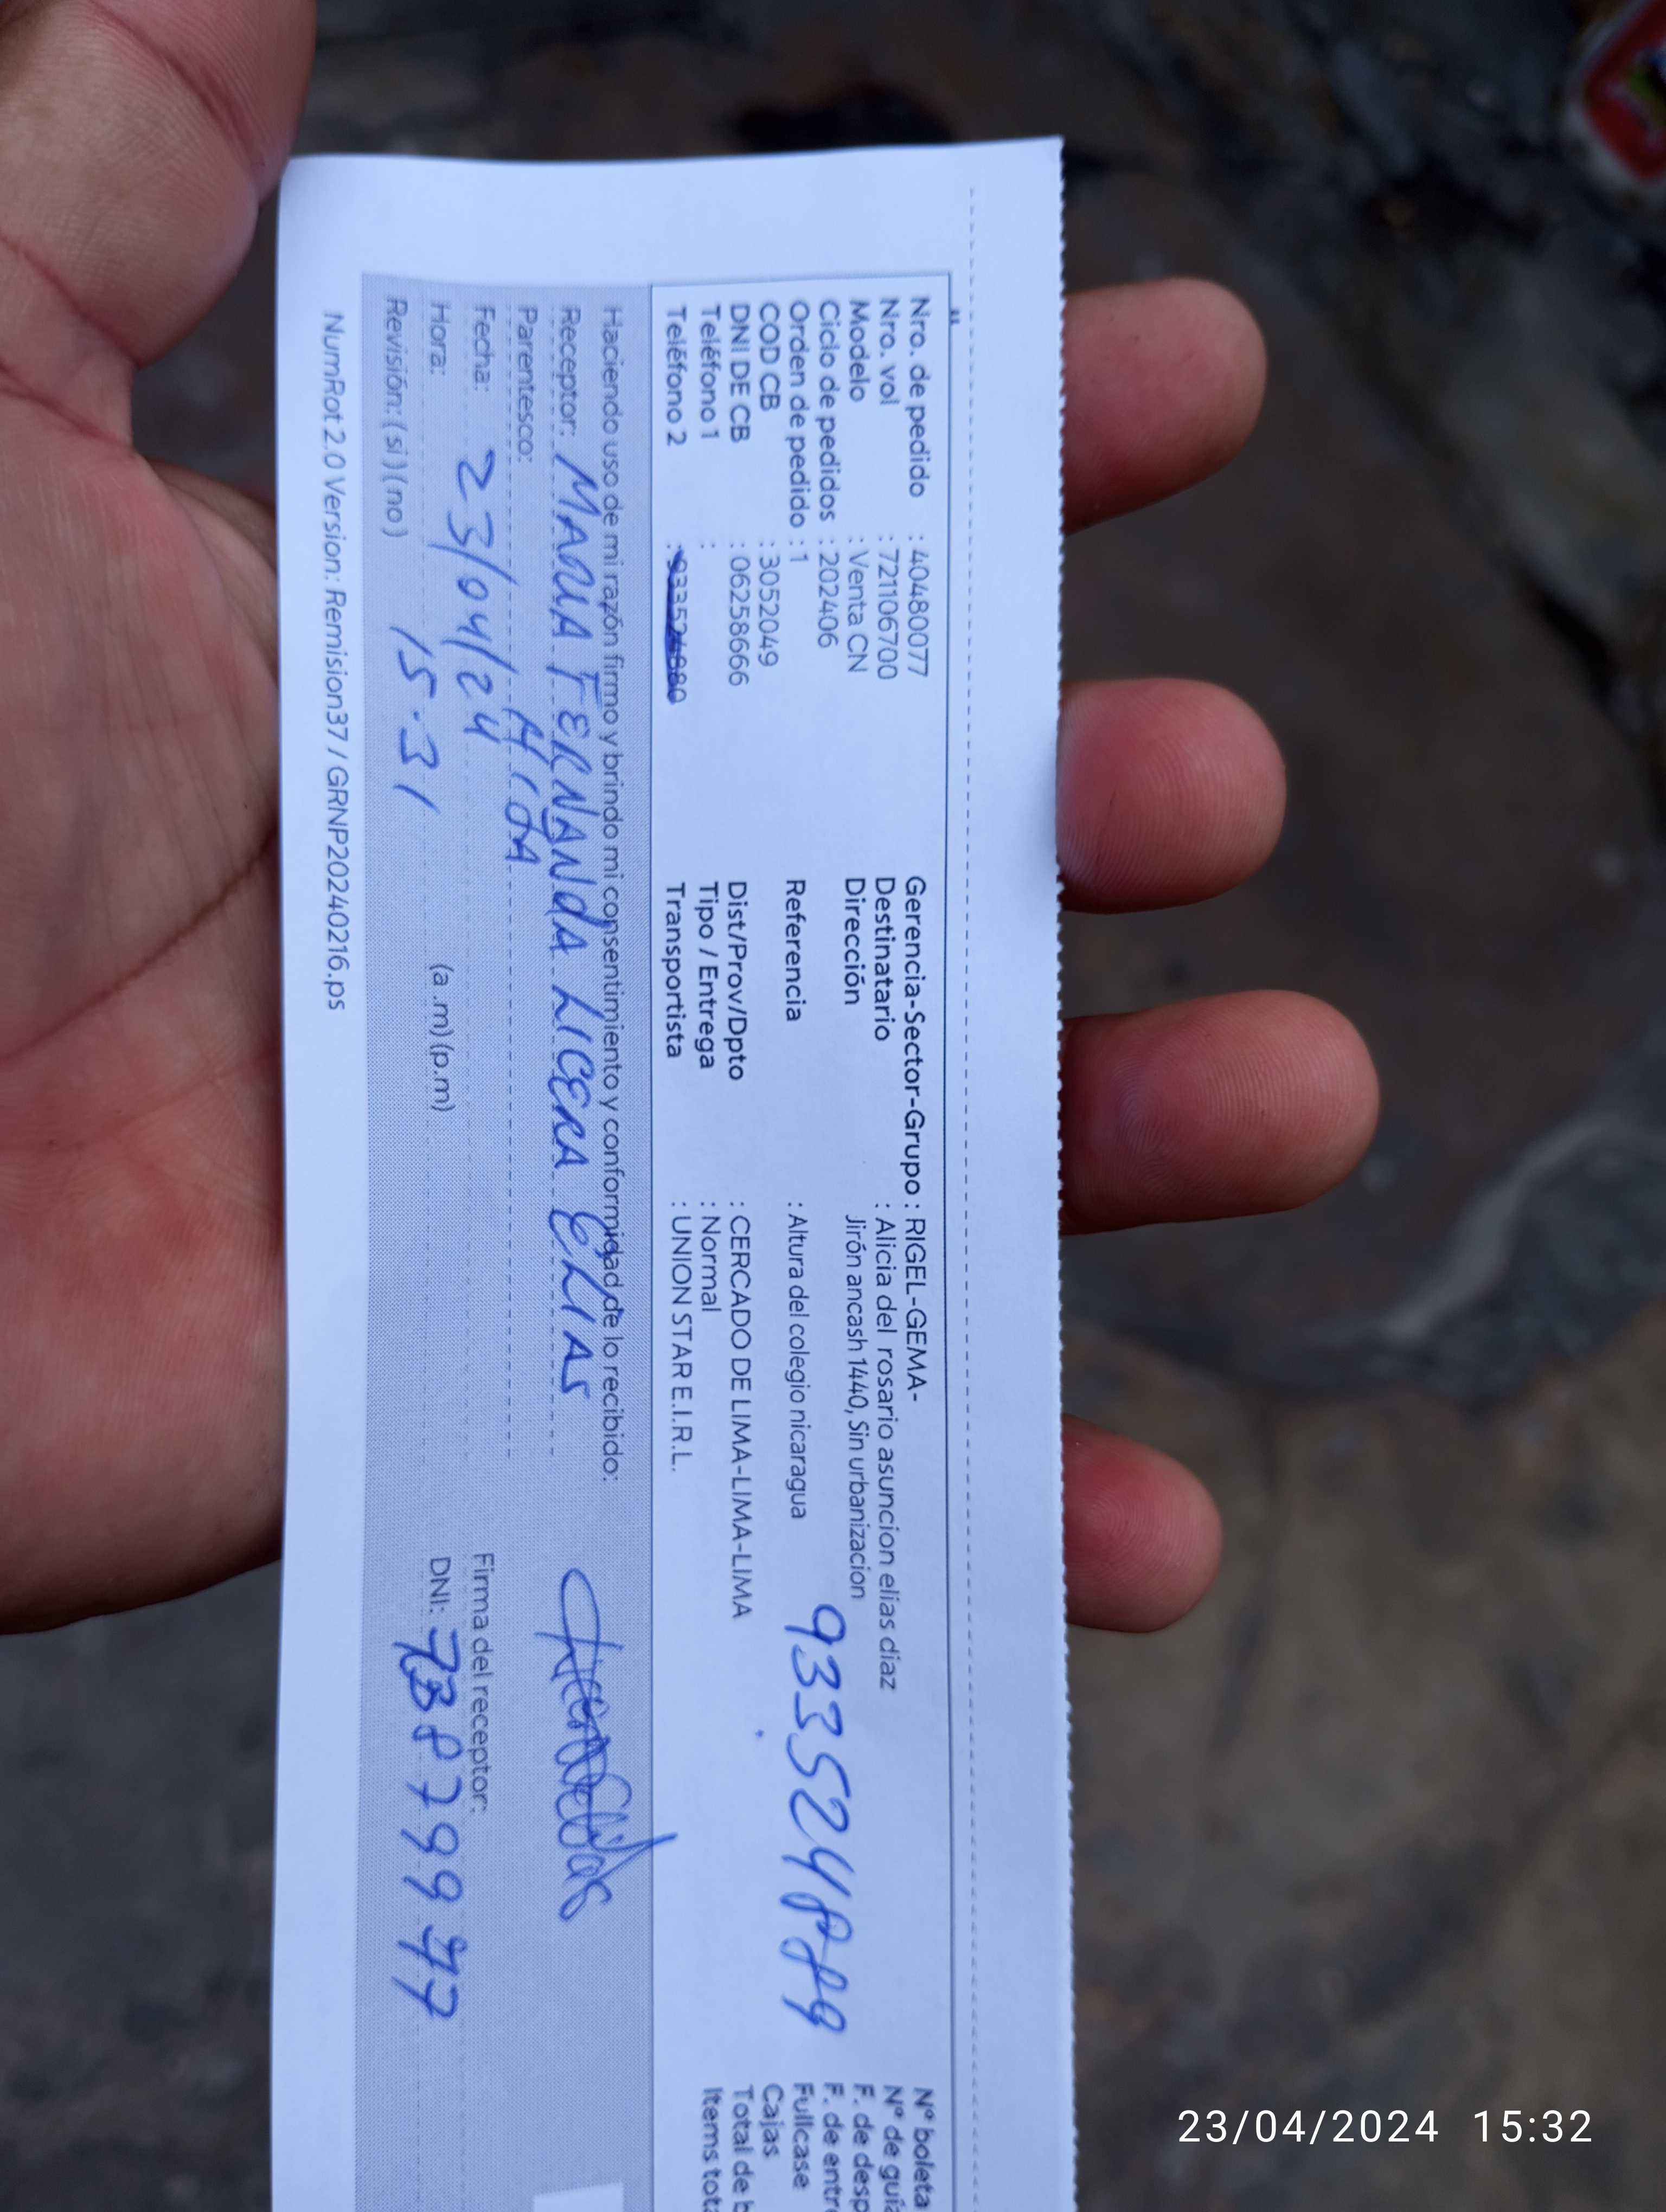 Nro. de pedido : 40480077
Nro. vol : 721106700
Modelo : Venta CN
Ciclo de pedidos : 202406
Orden de pedido : 1
COD CB : 3052049
DNI DE CB : 06258666
Teléfono 1 :
Teléfono 2 :
Gerencia-Sector-Grupo : RIGEL-GEMA-
Destinatario : Alicia del rosario asuncion elias diaz
Dirección Jirón ancash 1440, Sin urbanizacion
Referencia : Altura del colegio nicaragua
933524889
Dist/Prov/Dpto : CERCADO DE LIMA-LIMA-LIMA
Tipo / Entrega : Normal
Transportista : UNION STAR E.I.R.L.
N° boleta
N° de guía
F. de desp
F. de entr
Fullcase
Cajas
Total de b
Items tota
Haciendo uso de mi razón firmo y brindo mi consentimiento y conformidad de lo recibido:
Receptor: MARIA FERNANDA LICERA ELIAS
Parentesco: HIJA
Fecha: 23/04/24
Hora: 15:31 (a .m) (p.m)
Revisión: ( si ) ( no )
Firma del receptor:
DNI:
NumRot 2.0 Version: Remision37 / GRNP20240216.ps
23/04/2024 15:32